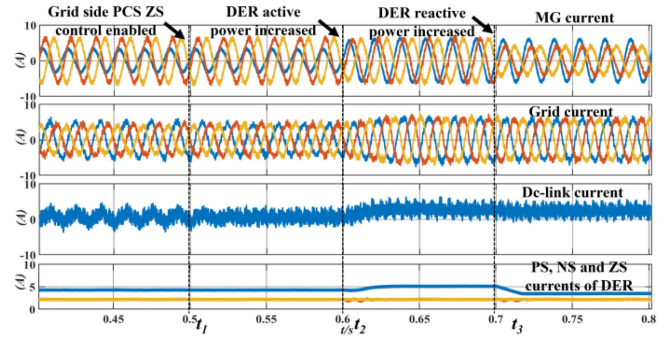 Grid side PCS ZS
control enabled
DER active
power increased
DER reactive
power increased
MG current
10
0
-10
(A)
Grid current
10
0
-10
(A)
Dc-link current
10
0
-10
(A)
PS, NS and ZS
currents of DER
10
5
0
(A)
0.45 0.5 t1 0.55 0.6 t/s t2 0.65 0.7 t3 0.75 0.8